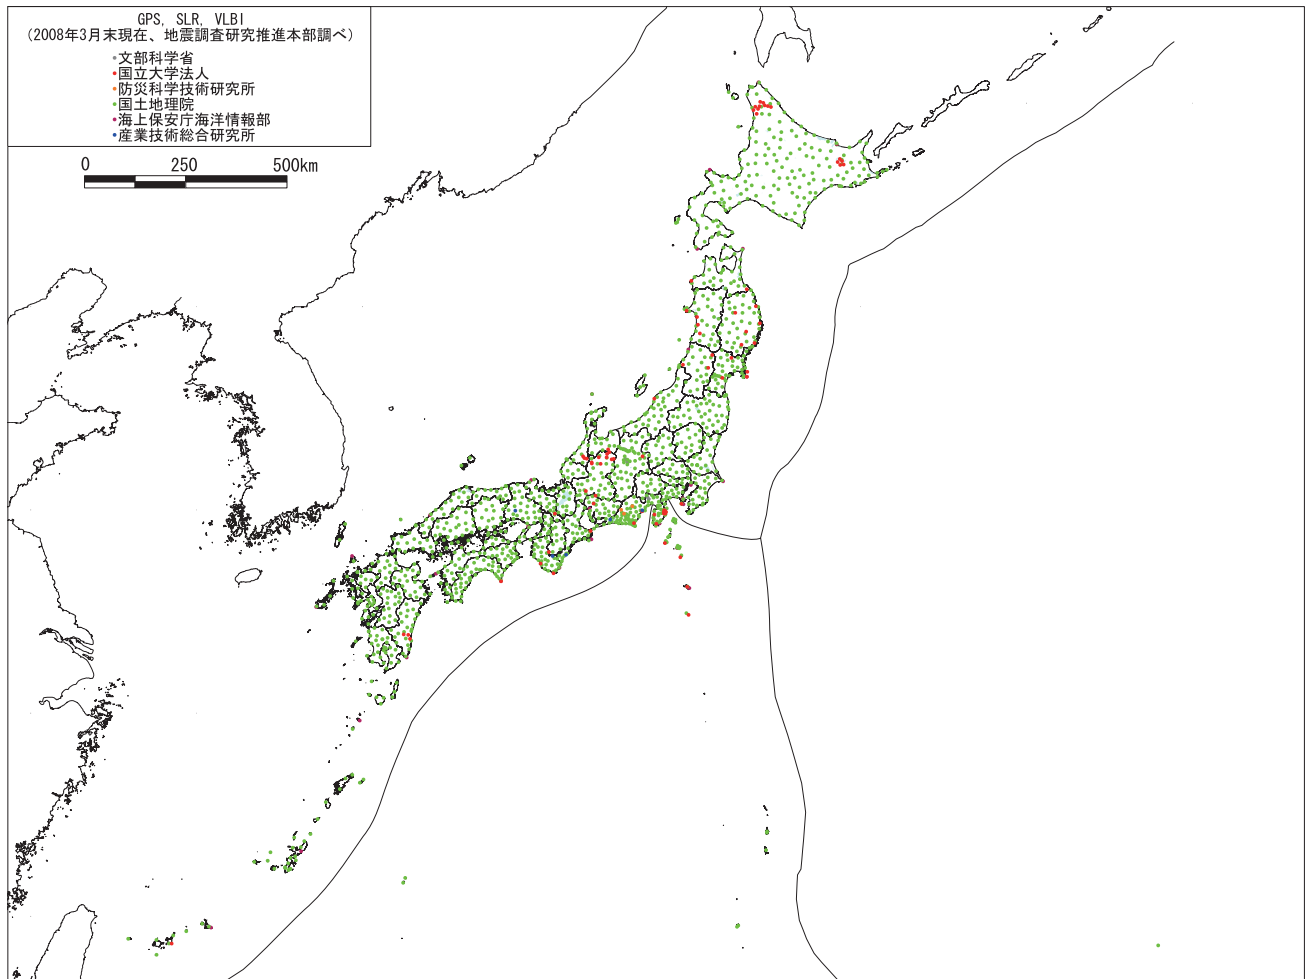 GPS, SLR, VLBI
(2008年3月末現在、地震調査研究推進本部調べ)
文部科学省
国立大学法人
防災科学技術研究所
国土地理院
海上保安庁海洋情報部
産業技術総合研究所
0 250 500km